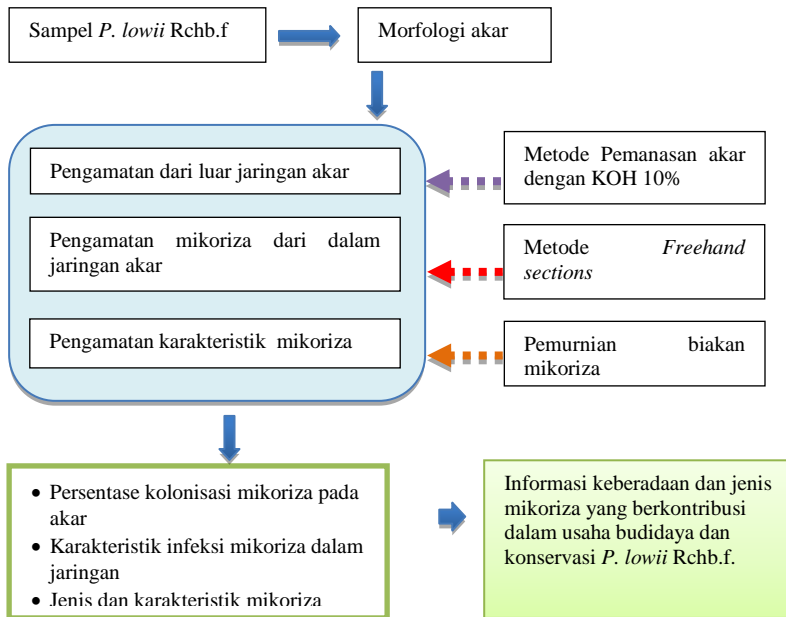 Sampel P. lowii Rchb.f
Morfologi akar
Pengamatan dari luar jaringan akar
Metode Pemanasan akar
dengan KOH 10%
Pengamatan mikoriza dari dalam
jaringan akar
Metode Freehand
sections
Pengamatan karakteristik mikoriza
Pemurnian biakan
mikoriza
• Persentase kolonisasi mikoriza pada
akar
• Karakteristik infeksi mikoriza dalam
jaringan
• Jenis dan karakteristik mikoriza
Informasi keberadaan dan jenis
mikoriza yang berkontribusi
dalam usaha budidaya dan
konservasi P. lowii Rchb.f.